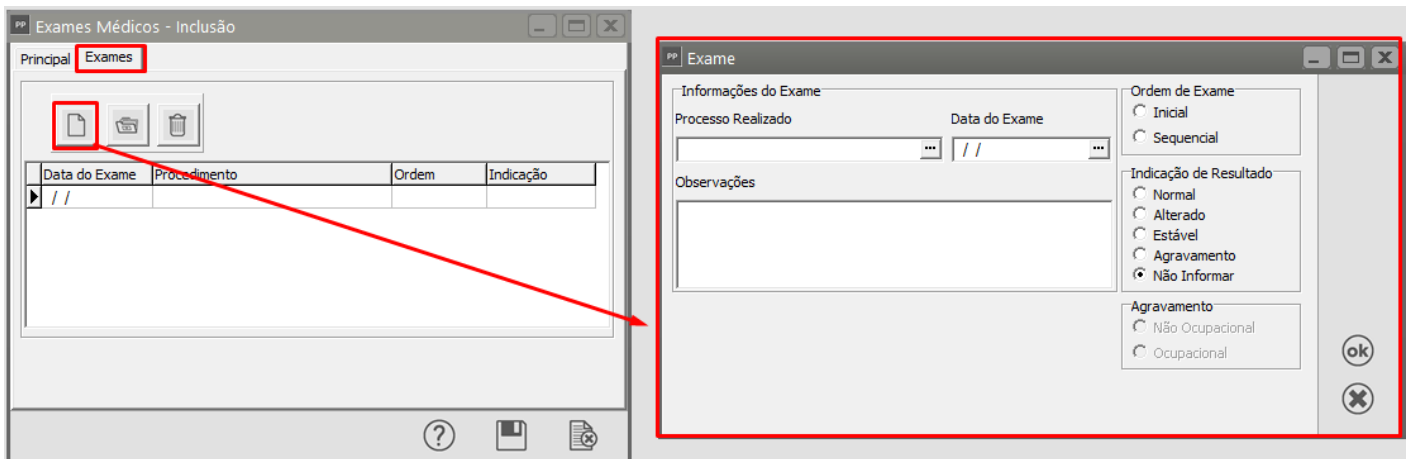 PP Exames Médicos - Inclusão
Principal Exames
Data do Exame Procedimento Ordem Indicação
/ /
?
PP Exame
Informações do Exame
Processo Realizado Data do Exame
... / / ...
Observações
Ordem de Exame
Inicial
Sequencial
Indicação de Resultado
Normal
Alterado
Estável
Agravamento
Não Informar
Agravamento
Não Ocupacional
Ocupacional
ok